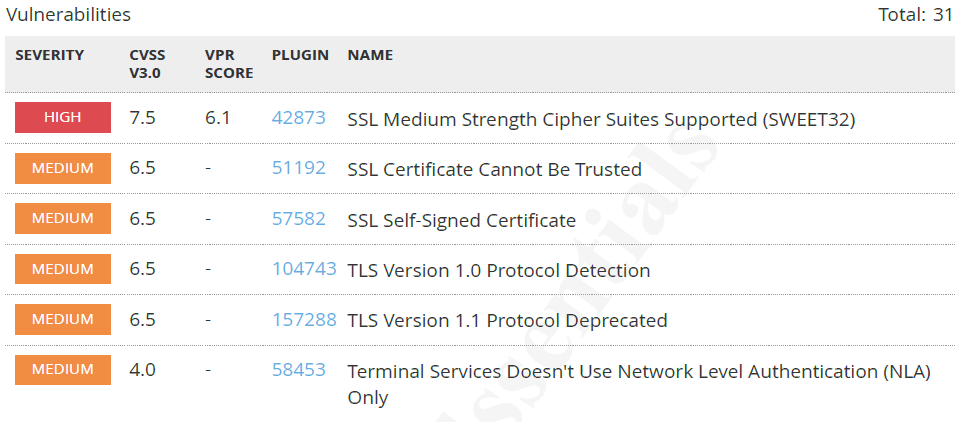 Vulnerabilities Total: 31
SEVERITY CVSS V3.0 VPR SCORE PLUGIN NAME
HIGH 7.5 6.1 42873 SSL Medium Strength Cipher Suites Supported (SWEET32)
MEDIUM 6.5 - 51192 SSL Certificate Cannot Be Trusted
MEDIUM 6.5 - 57582 SSL Self-Signed Certificate
MEDIUM 6.5 - 104743 TLS Version 1.0 Protocol Detection
MEDIUM 6.5 - 157288 TLS Version 1.1 Protocol Deprecated
MEDIUM 4.0 - 58453 Terminal Services Doesn't Use Network Level Authentication (NLA)
Only